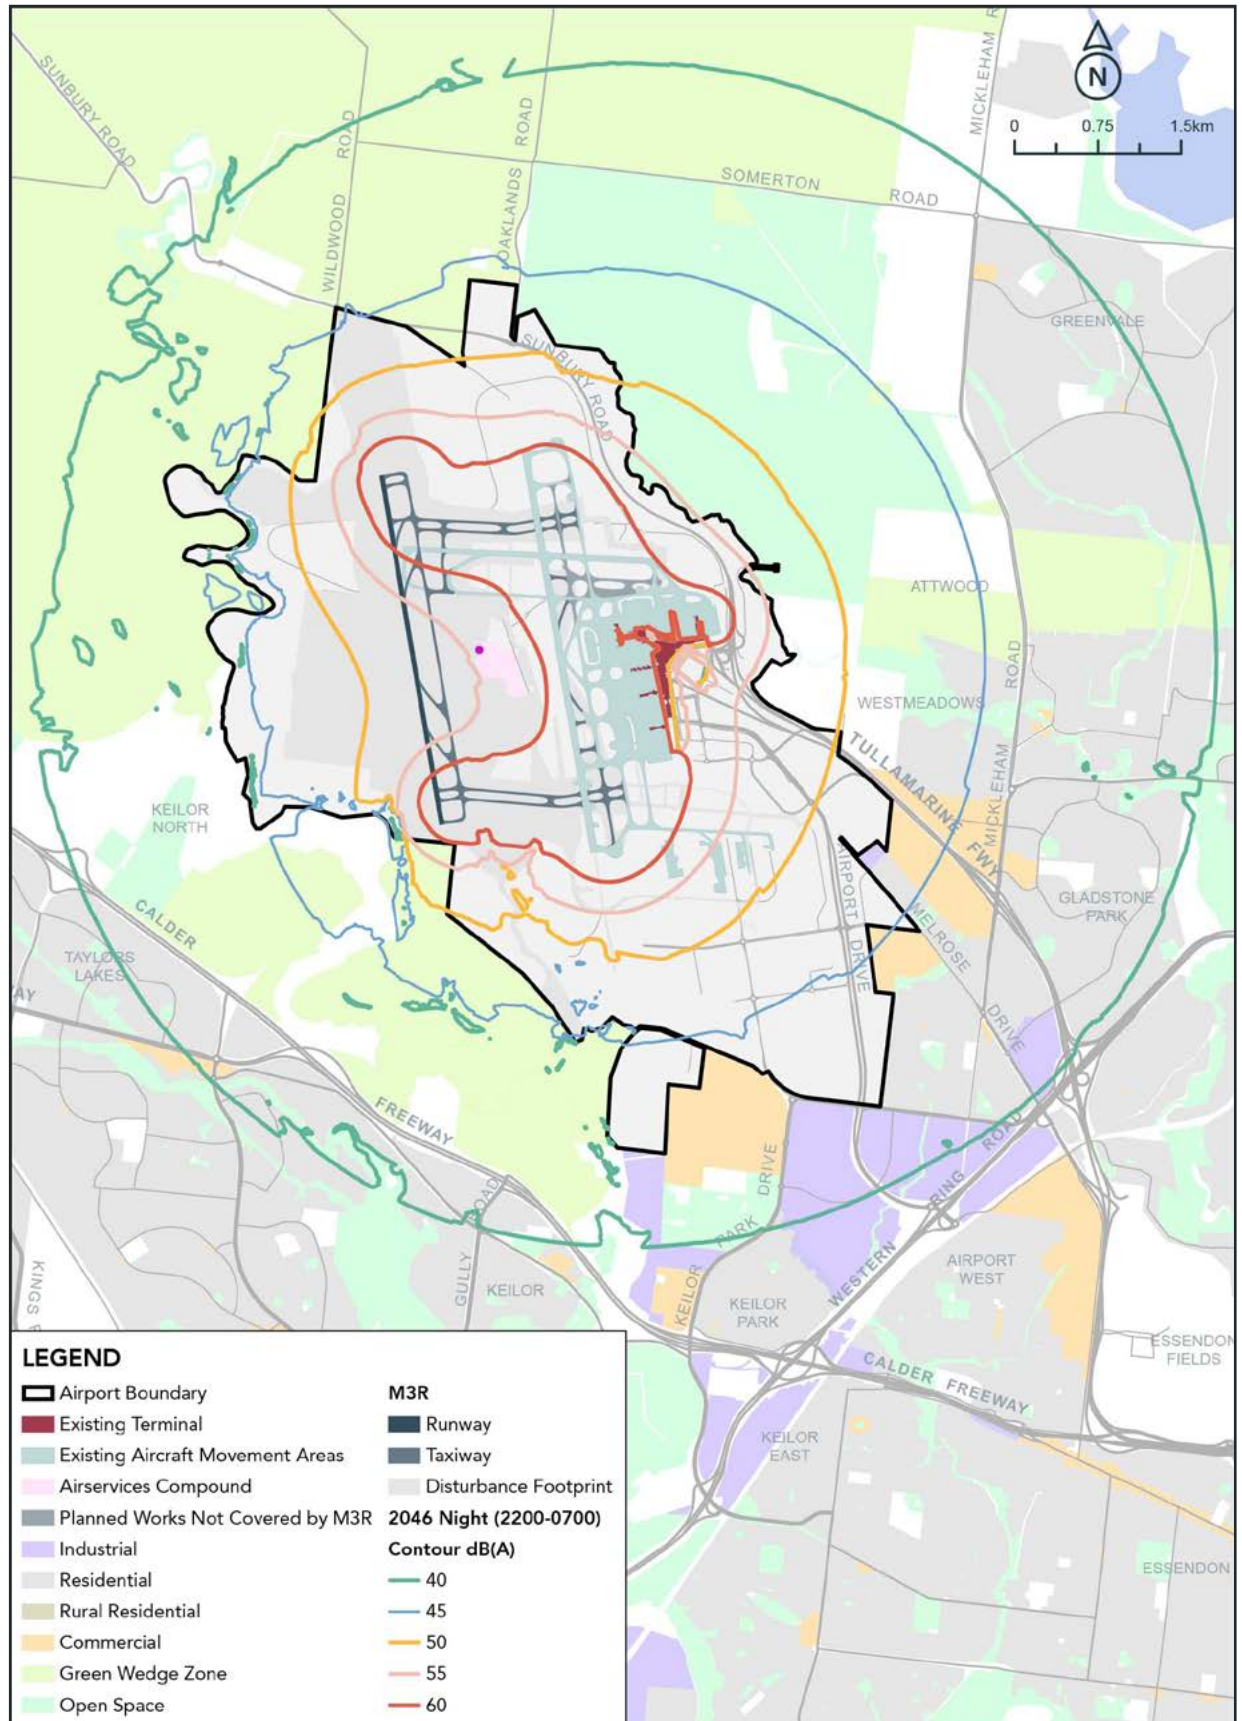 MICKLEHAM R
N
0 0.75 1.5km
SUNBURY ROAD
WILDWOOD ROAD
OAKLANDS ROAD
SOMERTON ROAD
GREENVALE
SUNBURY ROAD
ATTWOOD
WESTMEADOWS
MICKLEHAM ROAD
TULLAMARINE FWY
KEILOR
NORTH
AIRPORT DRIVE
MELROSE DRIVE
GLADSTONE
PARK
CALDER FREEWAY
TAYLORS
LAKES
AY
KEILOR PARK DRIVE
WESTERN RING ROAD
AIRPORT
WEST
KINGS R
GULLY ROAD
KEILOR
KEILOR
PARK
ESSENDON
FIELDS
CALDER FREEWAY
KEILOR
EAST
ESSENDON
LEGEND
Airport Boundary
Existing Terminal
Existing Aircraft Movement Areas
Airservices Compound
Planned Works Not Covered by M3R
Industrial
Residential
Rural Residential
Commercial
Green Wedge Zone
Open Space
M3R
Runway
Taxiway
Disturbance Footprint
2046 Night (2200-0700)
Contour dB(A)
40
45
50
55
60